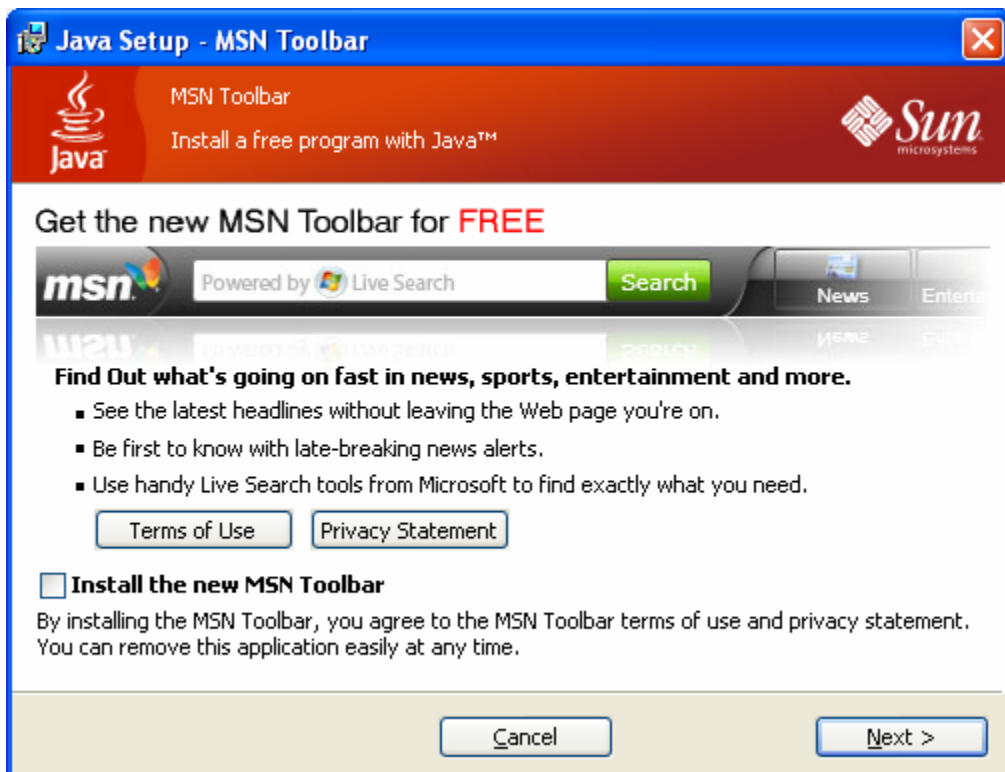 Java Setup - MSN Toolbar
Java
MSN Toolbar
Install a free program with Java™
Sun
microsystems
Get the new MSN Toolbar for FREE
msn
Powered by Live Search
Search
News
Find Out what's going on fast in news, sports, entertainment and more.
See the latest headlines without leaving the Web page you're on.
Be first to know with late-breaking news alerts.
Use handy Live Search tools from Microsoft to find exactly what you need.
Terms of Use
Privacy Statement
Install the new MSN Toolbar
By installing the MSN Toolbar, you agree to the MSN Toolbar terms of use and privacy statement.
You can remove this application easily at any time.
Cancel
Next >